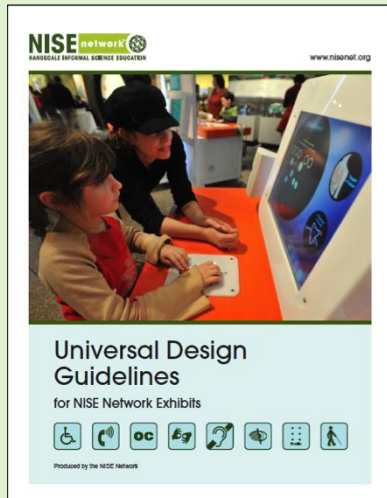 NISE network
NANOSCALE INFORMAL SCIENCE EDUCATION
www.nisenet.org
Universal Design
Guidelines
for NISE Network Exhibits
OC
Produced by the NISE Network